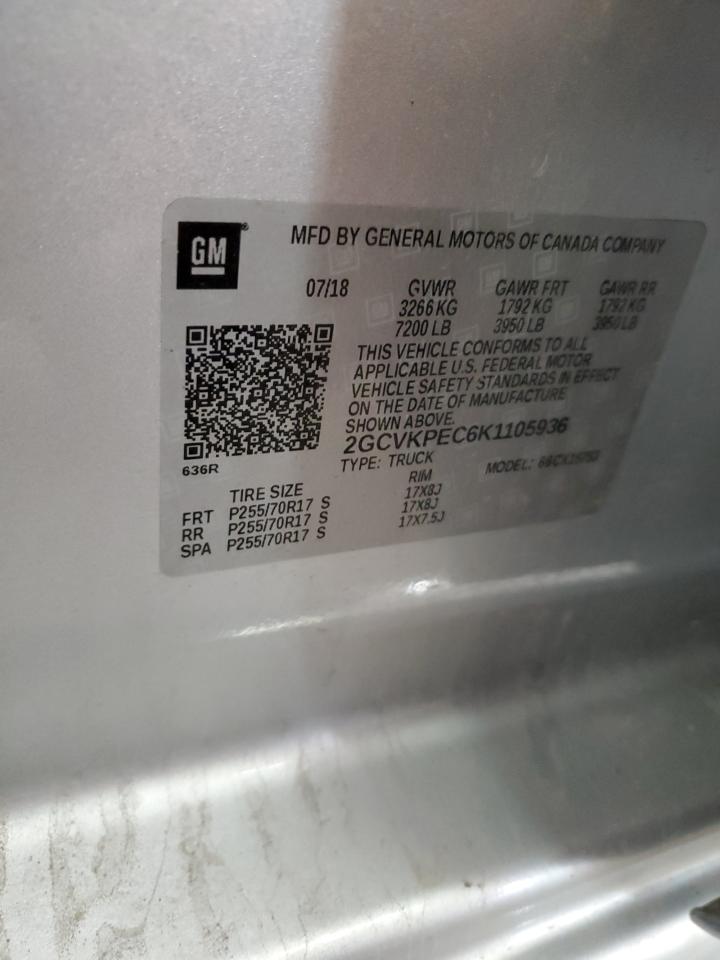 GM
MFD BY GENERAL MOTORS OF CANADA COMPANY
07/18 GVWR GAWR FRT GAWR RR
3266 KG 1792 KG 1792 KG
7200 LB 3950 LB 3950 LB
THIS VEHICLE CONFORMS TO ALL
APPLICABLE U.S. FEDERAL MOTOR
VEHICLE SAFETY STANDARDS IN EFFECT
ON THE DATE OF MANUFACTURE
SHOWN ABOVE.
2GCVKPEC6K1105936
636R
TYPE: TRUCK MODEL:
TIRE SIZE RIM
FRT P255/70R17 S 17X8J
RR P255/70R17 S 17X8J
SPA P255/70R17 S 17X7.5J